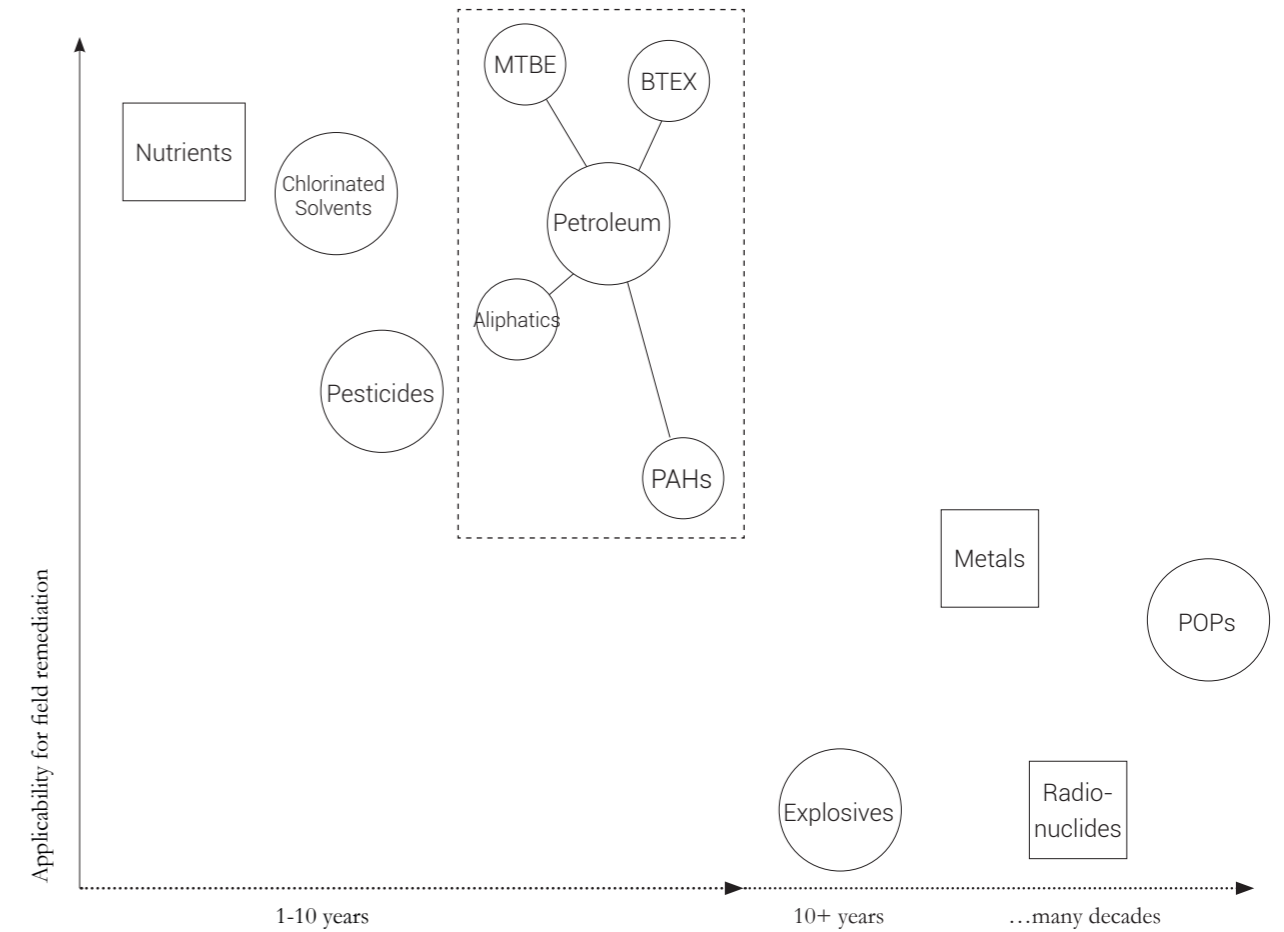 MTBE
BTEX
Nutrients
Chlorinated
Solvents
Petroleum
Aliphatics
Pesticides
PAHs
Metals
POPs
Explosives
Radio-
nuclides
Applicability for field remediation
1-10 years
10+ years
…many decades